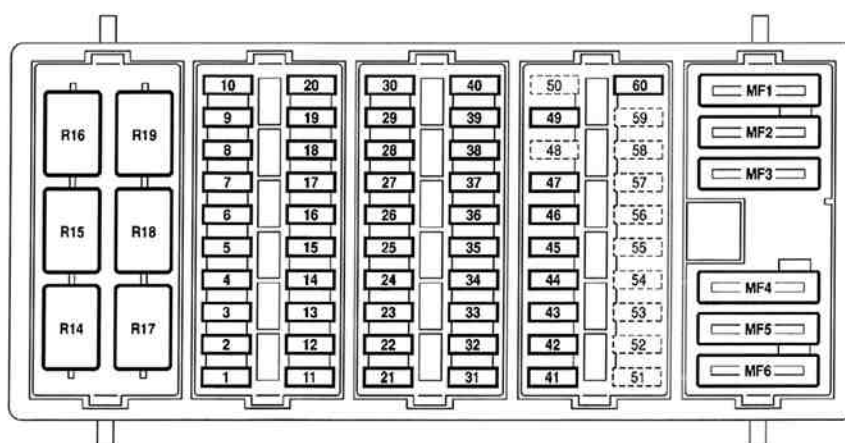 10 20 30 40 50 60 MF1
9 19 29 39 49 59
R16 R19 MF2
8 18 28 38 48 58
MF3
7 17 27 37 47 57
6 16 26 36 46 56
R15 R18
5 15 25 35 45 55
4 14 24 34 44 54
MF4
3 13 23 33 43 53
R14 R17 MF5
2 12 22 32 42 52
MF6
1 11 21 31 41 51